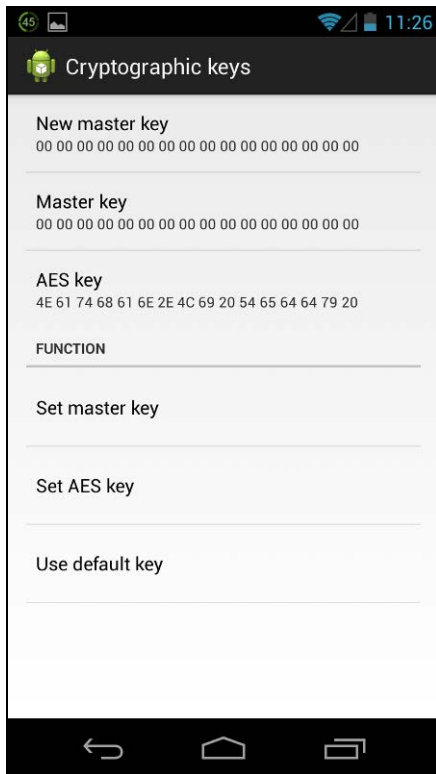 45
11:26
Cryptographic keys
New master key
00 00 00 00 00 00 00 00 00 00 00 00 00 00 00 00
Master key
00 00 00 00 00 00 00 00 00 00 00 00 00 00 00 00
AES key
4E 61 74 68 61 6E 2E 4C 69 20 54 65 64 64 79 20
FUNCTION
Set master key
Set AES key
Use default key